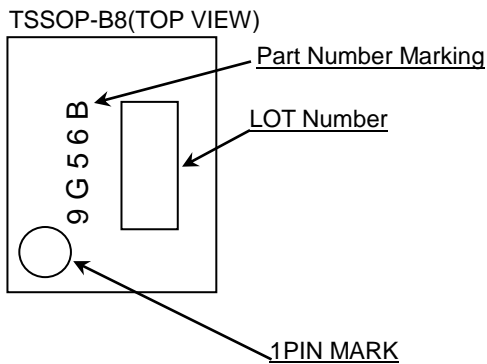 TSSOP-B8(TOP VIEW)
Part Number Marking
9G56B
LOT Number
1PIN MARK